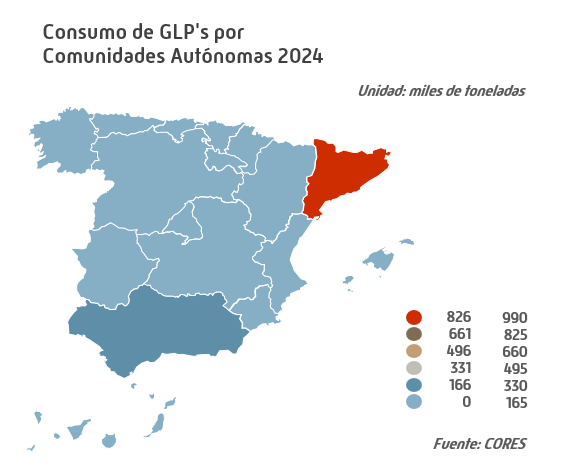 Consumo de GLP's por
Comunidades Autónomas 2024
Unidad: miles de toneladas
826 990
661 825
496 660
331 495
166 330
0 165
Fuente: CORES